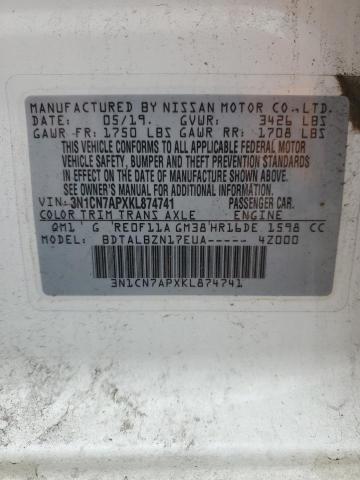 MANUFACTURED BY NISSAN MOTOR CO.,LTD.
DATE: 05/19. GVWR: 3426 LBS
GAWR FR: 1750 LBS GAWR RR: 1708 LBS
THIS VEHICLE CONFORMS TO ALL APPLICABLE FEDERAL MOTOR
VEHICLE SAFETY, BUMPER AND THEFT PREVENTION STANDARDS
IN EFFECT ON THE DATE OF MANUFACTURE SHOWN ABOVE.
SEE OWNERS MANUAL FOR ADDITIONAL INFORMATION.
VIN: 3N1CN7APXKL874741 PASSENGER CAR.
COLOR TRIM TRANS AXLE ENGINE
QM1 G RE0F11A GM38 HR16DE 1598 CC
MODEL: BDTALBZN17EUA----- 4Z000
3N1CN7APXKL874741